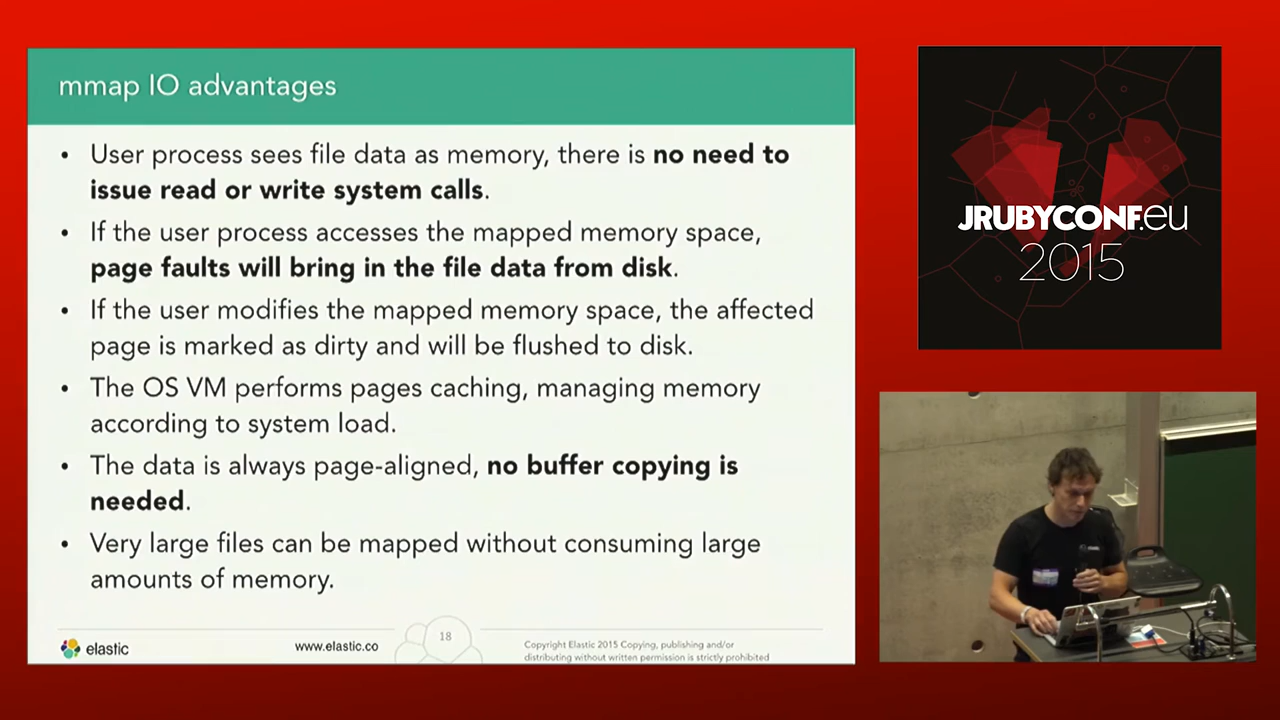 mmap IO advantages
• User process sees file data as memory, there is no need to
issue read or write system calls.
• If the user process accesses the mapped memory space,
page faults will bring in the file data from disk.
• If the user modifies the mapped memory space, the affected
page is marked as dirty and will be flushed to disk.
• The OS VM performs pages caching, managing memory
according to system load.
• The data is always page-aligned, no buffer copying is
needed.
• Very large files can be mapped without consuming large
amounts of memory.
elastic
www.elastic.co
18
Copyright Elastic 2015 Copying, publishing and/or
distributing without written permission is strictly prohibited
JRUBYCONF.eu
2015